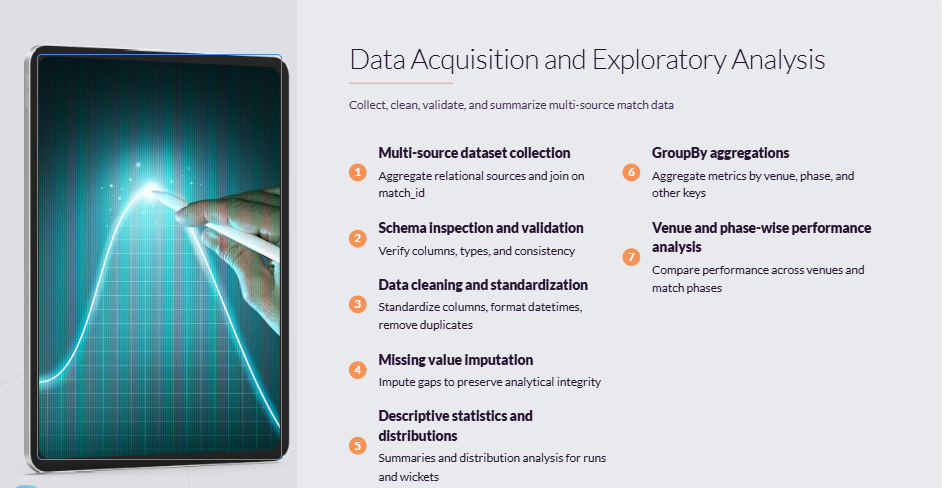 Data Acquisition and Exploratory Analysis
Collect, clean, validate, and summarize multi-source match data
1
Multi-source dataset collection
Aggregate relational sources and join on
match_id
2
Schema inspection and validation
Verify columns, types, and consistency
3
Data cleaning and standardization
Standardize columns, format datetimes,
remove duplicates
4
Missing value imputation
Impute gaps to preserve analytical integrity
5
Descriptive statistics and
distributions
Summaries and distribution analysis for runs
and wickets
6
GroupBy aggregations
Aggregate metrics by venue, phase, and
other keys
7
Venue and phase-wise performance
analysis
Compare performance across venues and
match phases